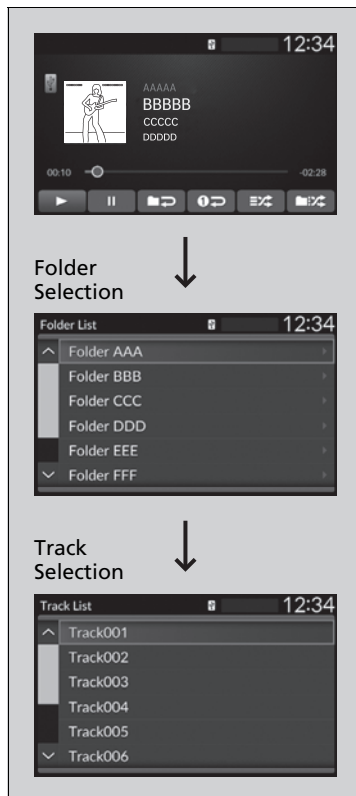 12:34
AAAAA
BBBBB
CCCCC
DDDDD
00:10 -02:28
Folder
Selection
Folder List 12:34
Folder AAA
Folder BBB
Folder CCC
Folder DDD
Folder EEE
Folder FFF
Track
Selection
Track List 12:34
Track001
Track002
Track003
Track004
Track005
Track006